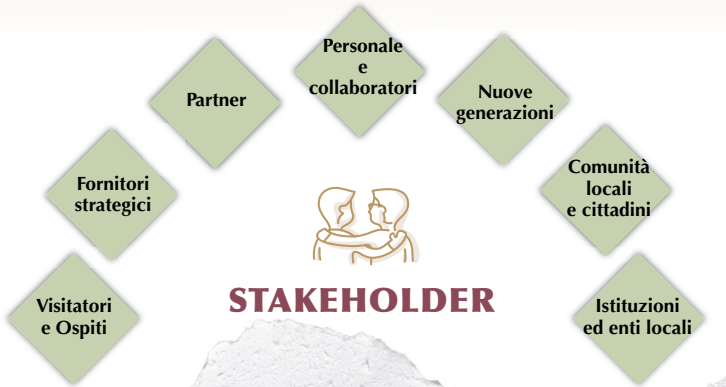 Personale
e
collaboratori
Partner
Nuove
generazioni
Fornitori
strategici
Comunità
locali
e cittadini
Visitatori
e Ospiti
STAKEHOLDER
Istituzioni
ed enti locali